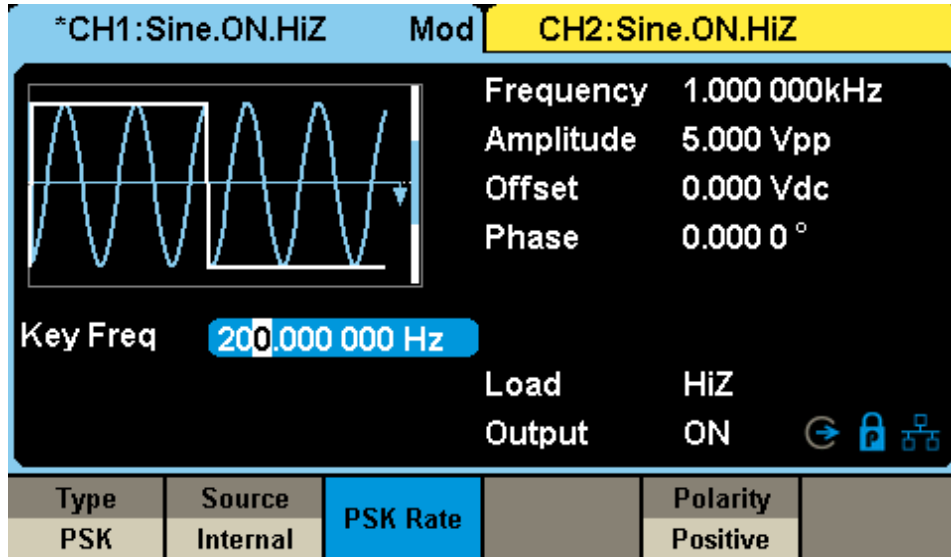 *CH1:Sine.ON.HiZ Mod CH2:Sine.ON.HiZ
Frequency 1.000 000kHz
Amplitude 5.000 Vpp
Offset 0.000 Vdc
Phase 0.000 0 °
Key Freq 200.000 000 Hz
Load HiZ
Output ON P
Type Source PSK Rate Polarity
PSK Internal Positive